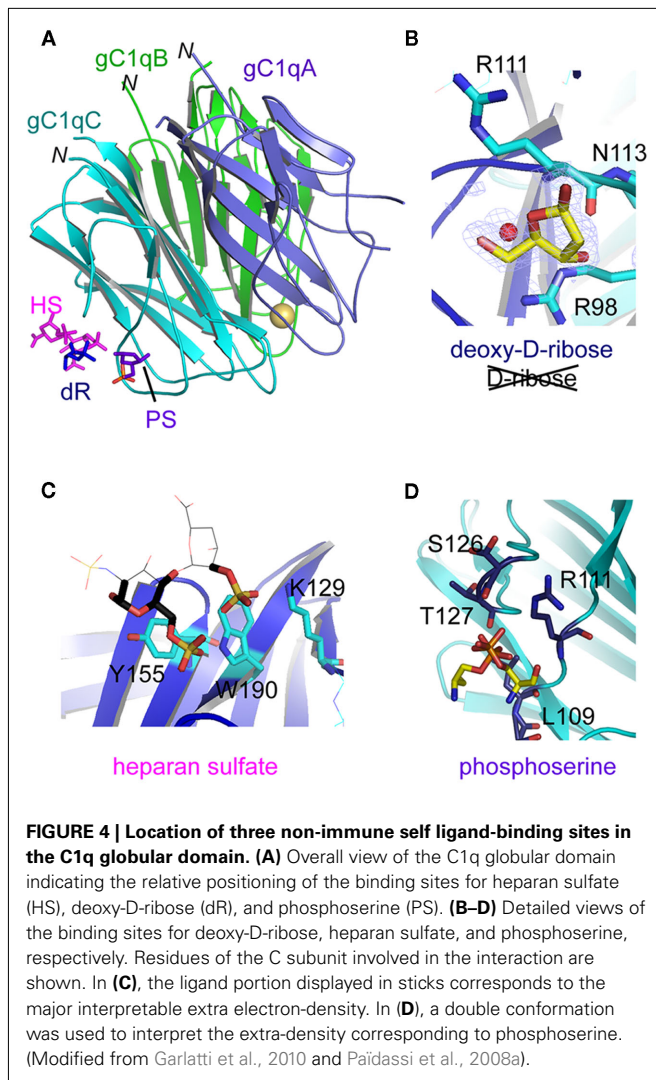 A
B
N
gC1qB
gC1qA
N
gC1qC
N
HS
dR
PS
R111
N113
R98
deoxy-D-ribose
D-ribose
C
D
K129
Y155
W190
heparan sulfate
S126
R111
T127
L109
phosphoserine
FIGURE 4 | Location of three non-immune self ligand-binding sites in
the C1q globular domain. (A) Overall view of the C1q globular domain
indicating the relative positioning of the binding sites for heparan sulfate
(HS), deoxy-D-ribose (dR), and phosphoserine (PS). (B–D) Detailed views of
the binding sites for deoxy-D-ribose, heparan sulfate, and phosphoserine,
respectively. Residues of the C subunit involved in the interaction are
shown. In (C), the ligand portion displayed in sticks corresponds to the
major interpretable extra electron-density. In (D), a double conformation
was used to interpret the extra-density corresponding to phosphoserine.
(Modified from Garlatti et al., 2010 and Païdassi et al., 2008a).